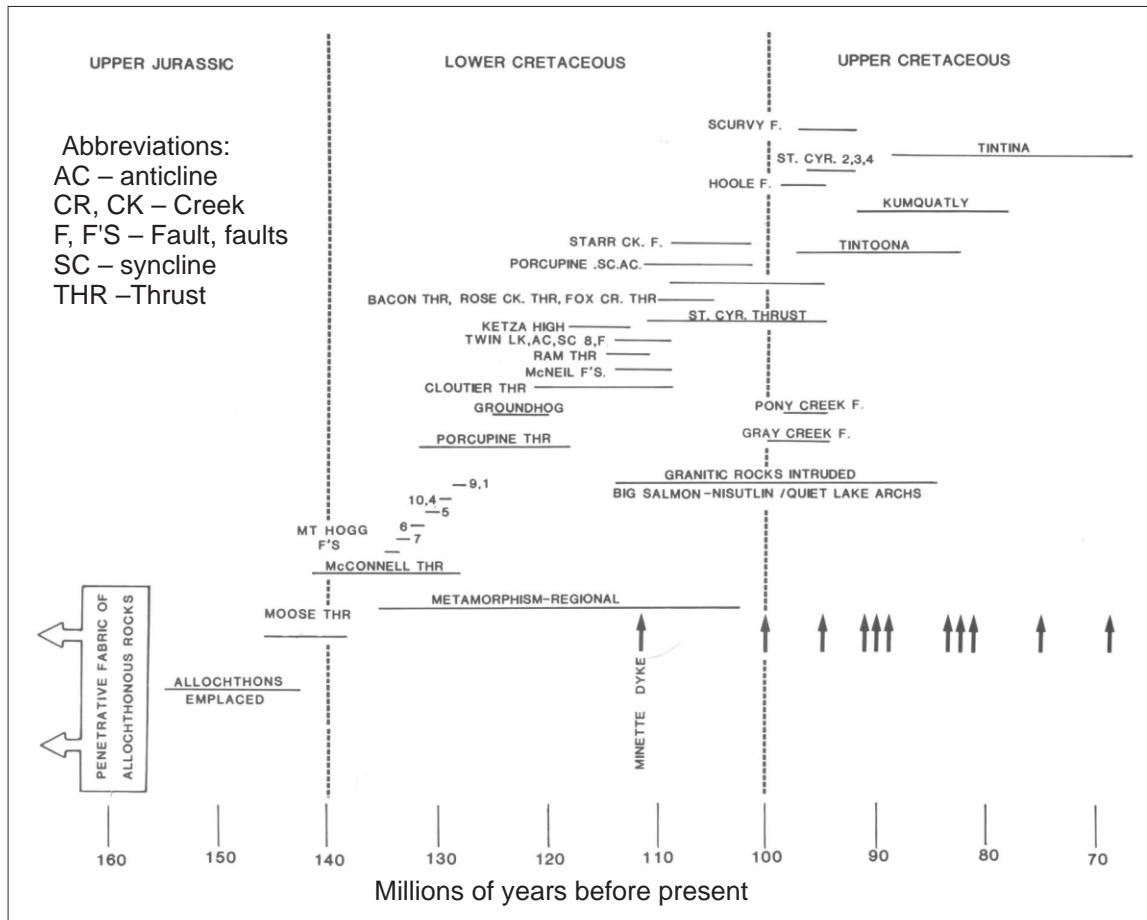 UPPER JURASSIC
LOWER CRETACEOUS
UPPER CRETACEOUS
Abbreviations:
AC – anticline
CR, CK – Creek
F, F'S – Fault, faults
SC – syncline
THR –Thrust
SCURVY F.
TINTINA
ST. CYR. 2,3,4
HOOLE F.
KUMQUATLY
STARR CK. F.
TINTOONA
PORCUPINE .SC.AC.
BACON THR, ROSE CK. THR, FOX CR. THR
ST. CYR. THRUST
KETZA HIGH
TWIN LK,AC,SC 8,F.
RAM THR
McNEIL F'S.
CLOUTIER THR
GROUNDHOG
PONY CREEK F.
PORCUPINE THR
GRAY CREEK F.
GRANITIC ROCKS INTRUDED
BIG SALMON-NISUTLIN /QUIET LAKE ARCHS
9,1
10,4
5
6
7
MT HOGG
F'S
McCONNELL THR
METAMORPHISM-REGIONAL
MOOSE THR
ALLOCHTHONS
EMPLACED
PENETRATIVE FABRIC OF
ALLOCHTHONOUS ROCKS
MINETTE DYKE
160 150 140 130 120 110 100 90 80 70
Millions of years before present